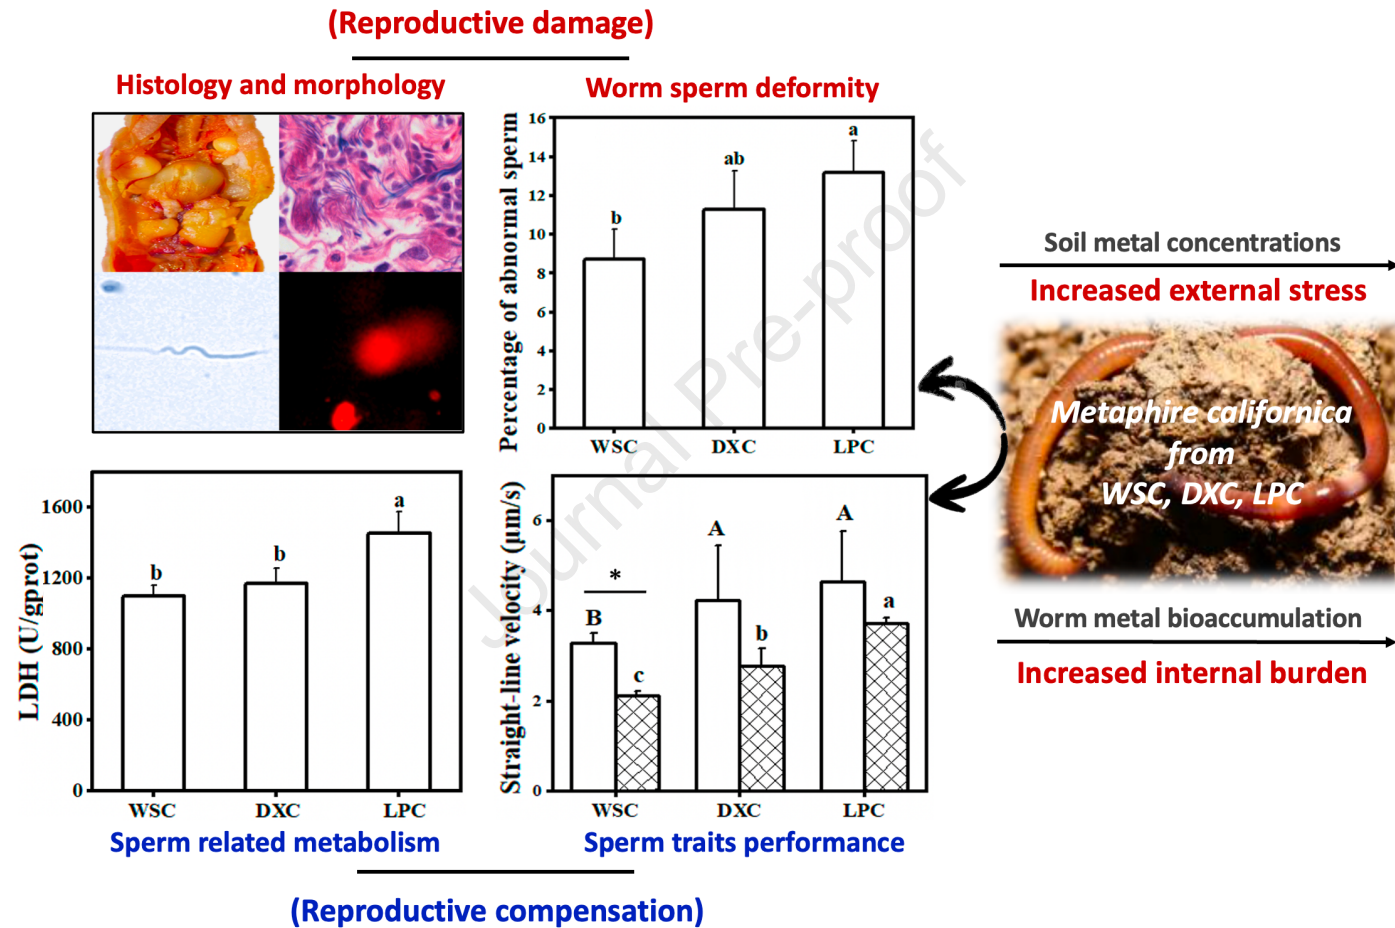 (Reproductive damage)
Histology and morphology
Worm sperm deformity
Percentage of abnormal sperm
16
14
12
10
8
6
4
2
0
b
ab
a
WSC DXC LPC
Soil metal concentrations
Increased external stress
Metaphire californica
from
WSC, DXC, LPC
Worm metal bioaccumulation
Increased internal burden
LDH (U/gprot)
1600
1200
800
400
0
b
b
a
WSC DXC LPC
Sperm related metabolism
Straight-line velocity (μm/s)
6
4
2
0
*
B
c
A
b
A
a
WSC DXC LPC
Sperm traits performance
(Reproductive compensation)
Journal Pre-proof